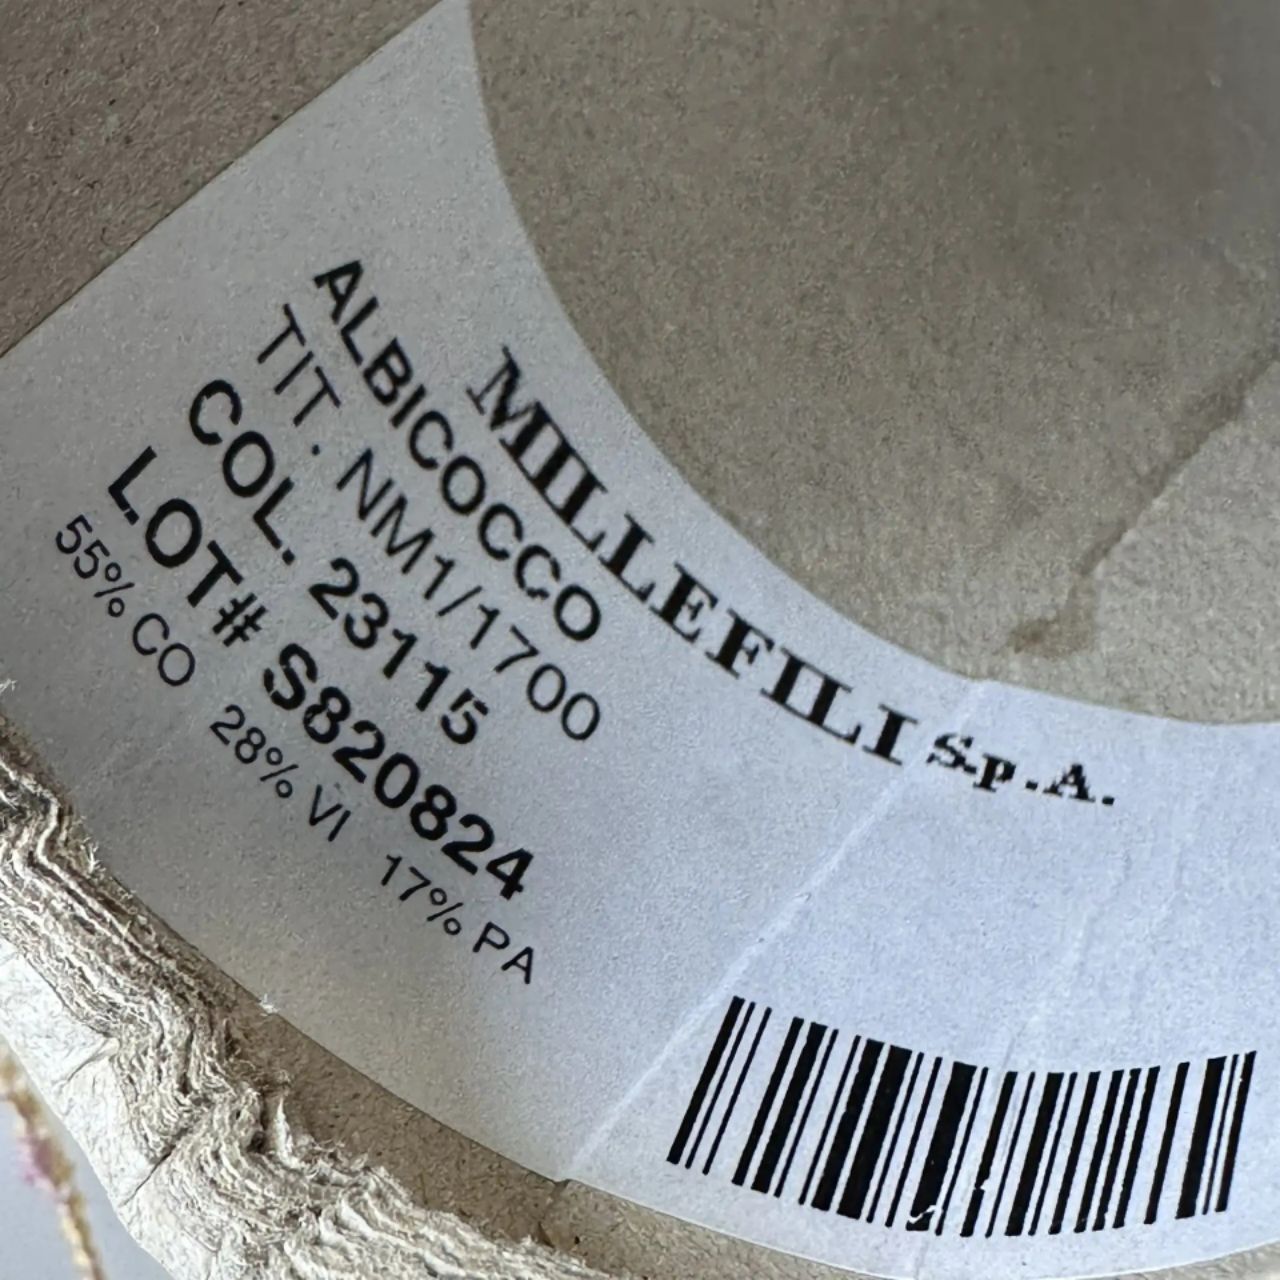 MILLEFILI S.p.A.
ALBICOCCO
TIT. NM1/1700
COL. 23115
LOT# S820824
55% CO 28% VI 17% PA